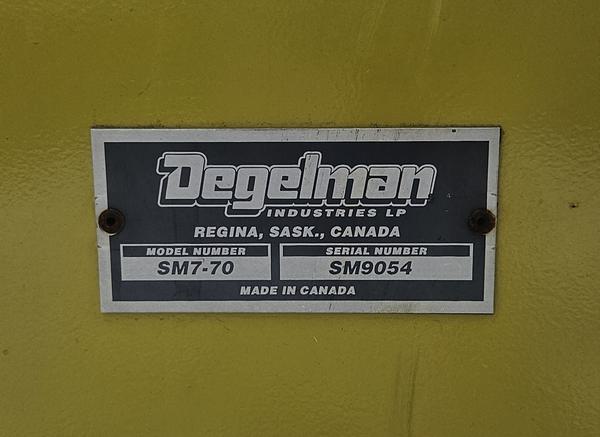 Degelman
INDUSTRIES LP
REGINA, SASK., CANADA
MODEL NUMBER SERIAL NUMBER
SM7-70 SM9054
MADE IN CANADA